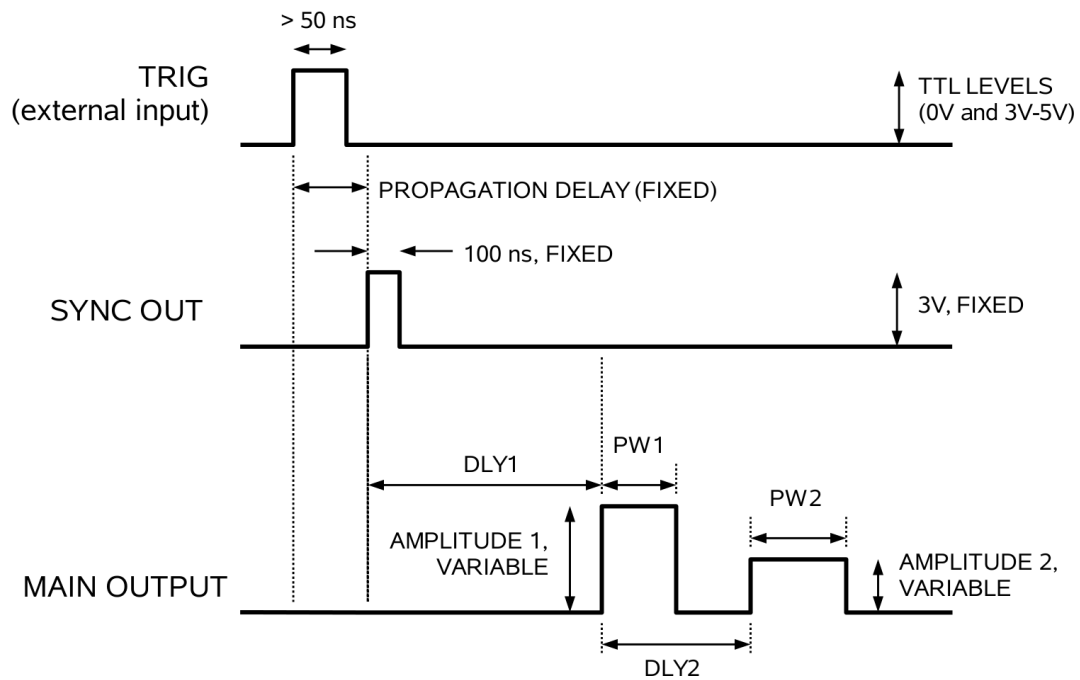 > 50 ns
TRIG
(external input)
TTL LEVELS
(0V and 3V-5V)
PROPAGATION DELAY (FIXED)
100 ns, FIXED
SYNC OUT
3V, FIXED
PW1
DLY1
PW2
AMPLITUDE 1,
VARIABLE
AMPLITUDE 2,
VARIABLE
MAIN OUTPUT
DLY2